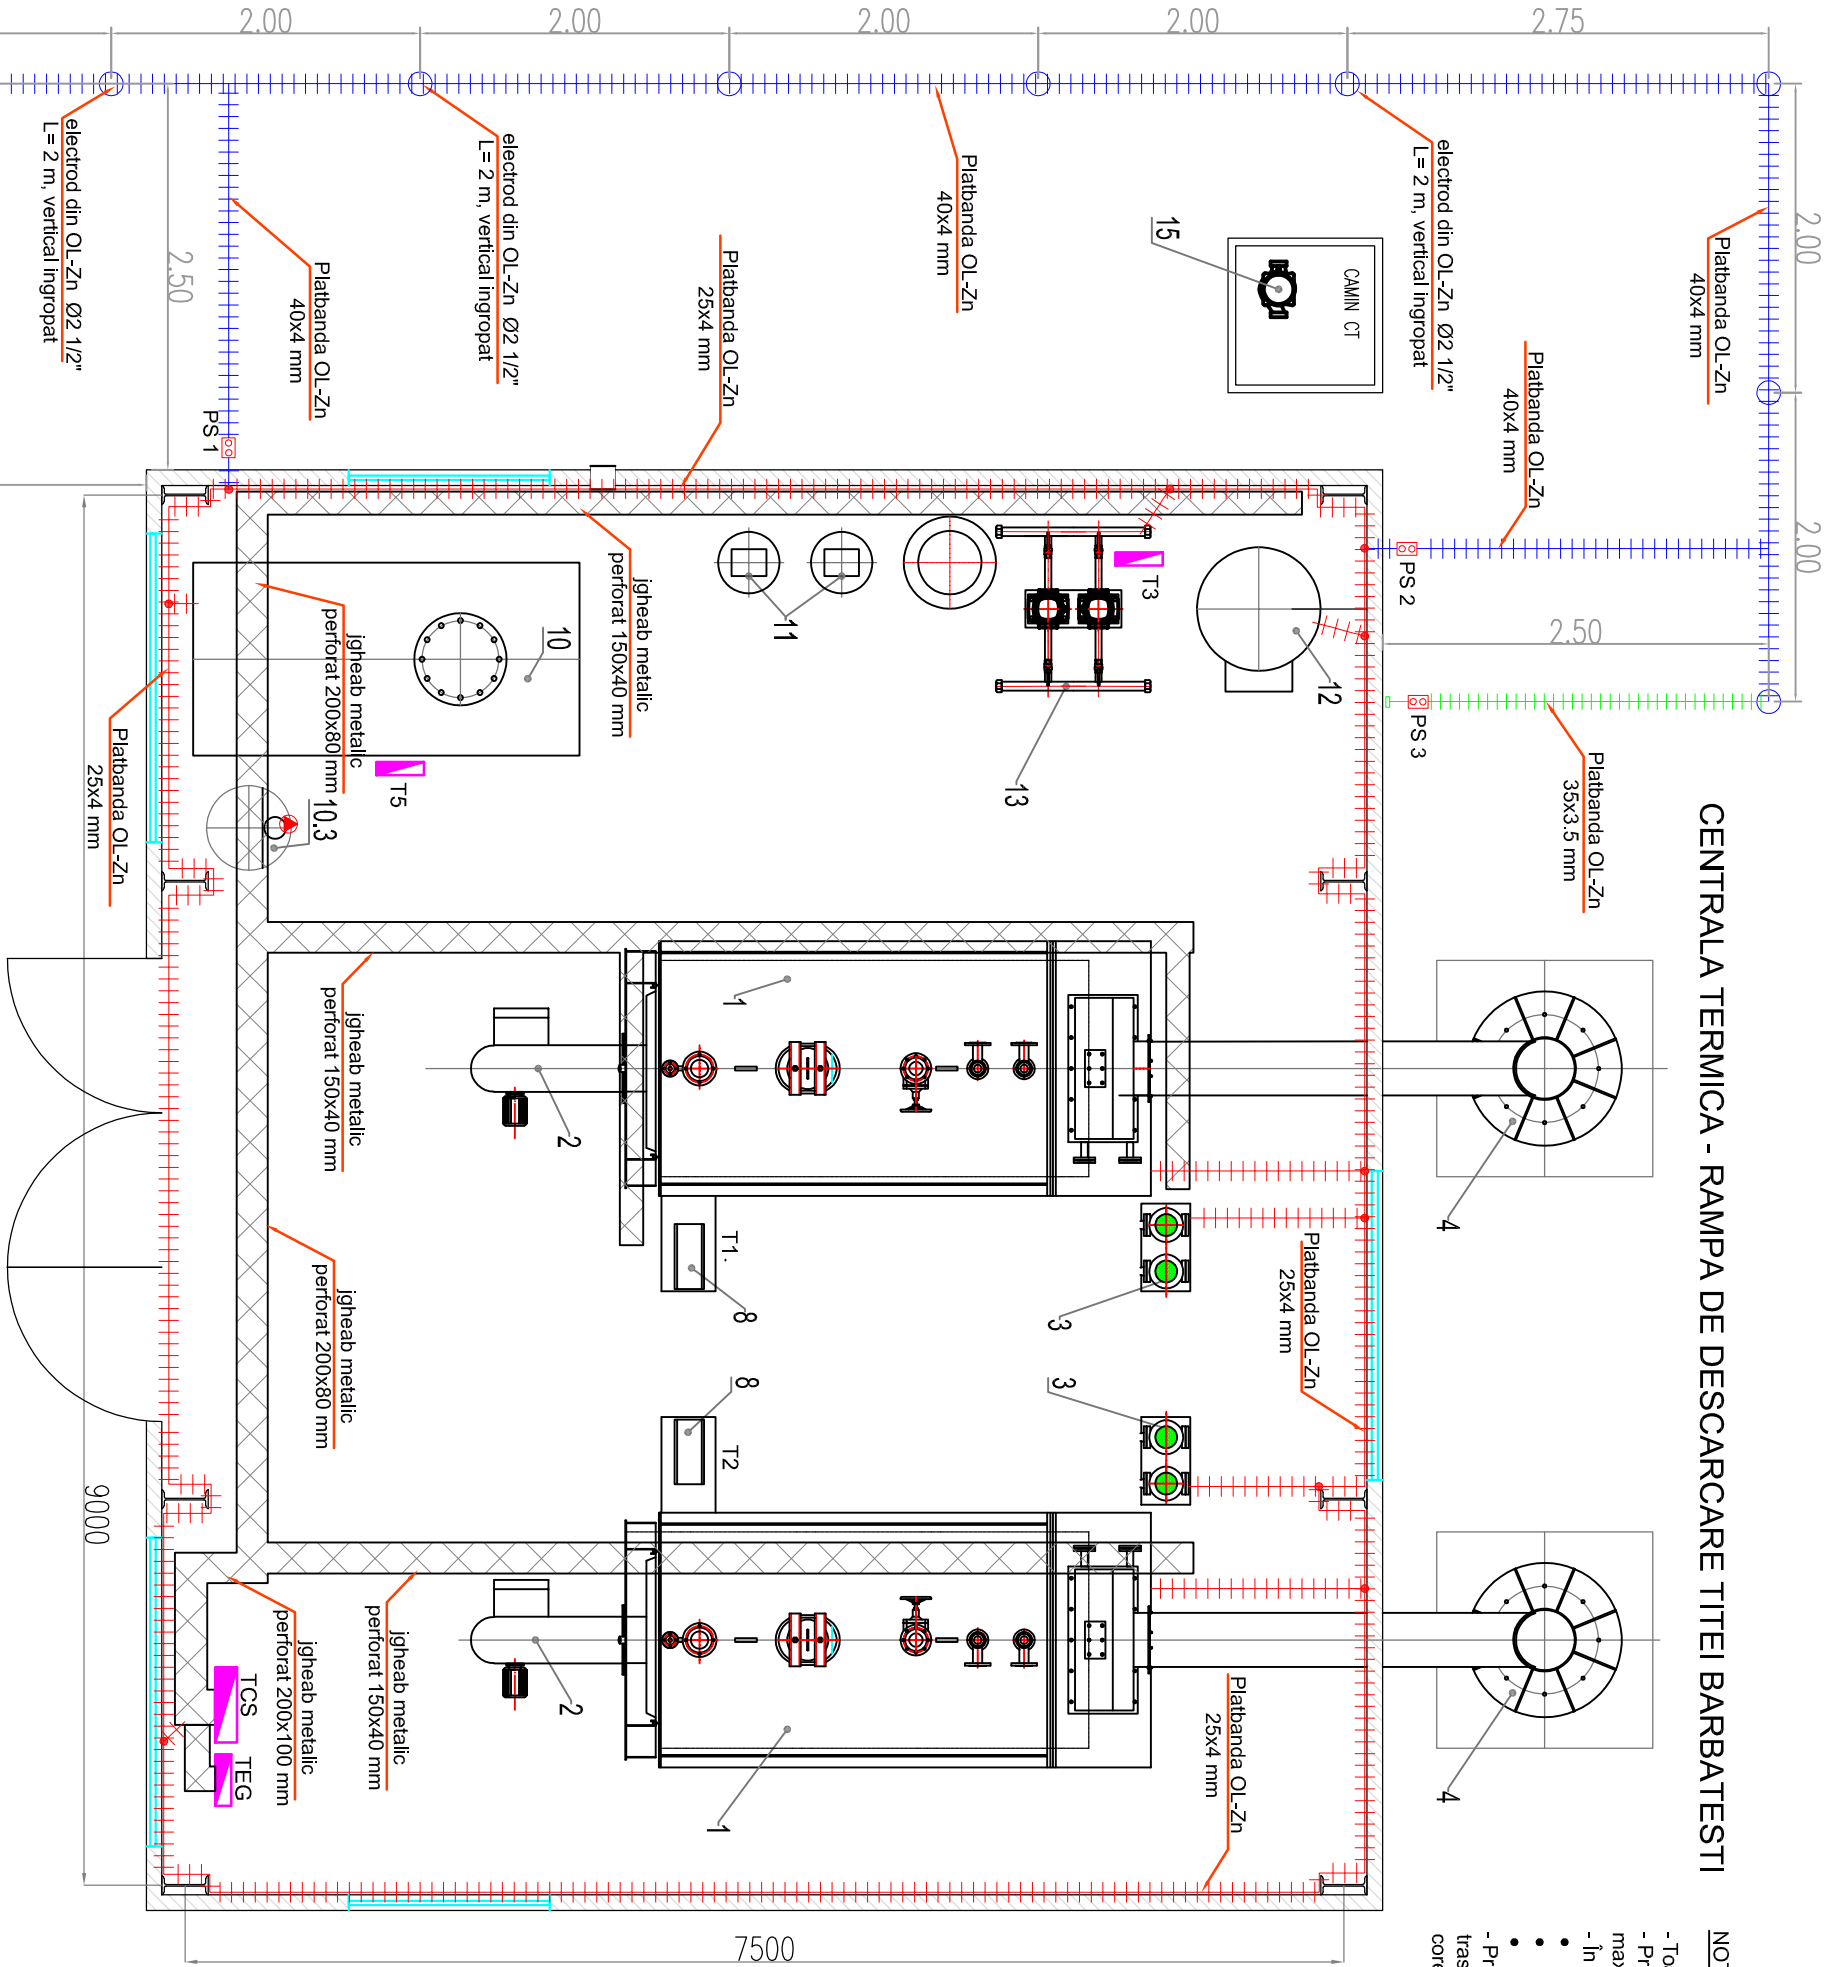 CENTRALA TERMICA - RAMPA DE DESCARCARE TITEI BARBATESTI
2.00
2.00
2.00
2.00
2.75
2.00
2.00
2.50
2.50
9000
7500
Platbanda OL-Zn
40x4 mm
Platbanda OL-Zn
40x4 mm
Platbanda OL-Zn
35x3.5 mm
electrod din OL-Zn Ø2 1/2"
L= 2 m, vertical ingropat
CAMIN CT
15
PS 2
PS 3
4
4
Platbanda OL-Zn
40x4 mm
Platbanda OL-Zn
25x4 mm
electrod din OL-Zn Ø2 1/2"
L= 2 m, vertical ingropat
Platbanda OL-Zn
40x4 mm
electrod din OL-Zn Ø2 1/2"
L= 2 m, vertical ingropat
PS 1
12
T3
13
11
jgheab metalic
perforat 150x40 mm
10
jgheab metalic
perforat 200x80 mm
T5
10.3
Platbanda OL-Zn
25x4 mm
Platbanda OL-Zn
25x4 mm
3
3
1
T1.
8
8
T2
2
jgheab metalic
perforat 150x40 mm
jgheab metalic
perforat 200x80 mm
Platbanda OL-Zn
25x4 mm
1
2
jgheab metalic
perforat 150x40 mm
jgheab metalic
perforat 200x100 mm
TCS
TEG
- Pr
- În
- Pr